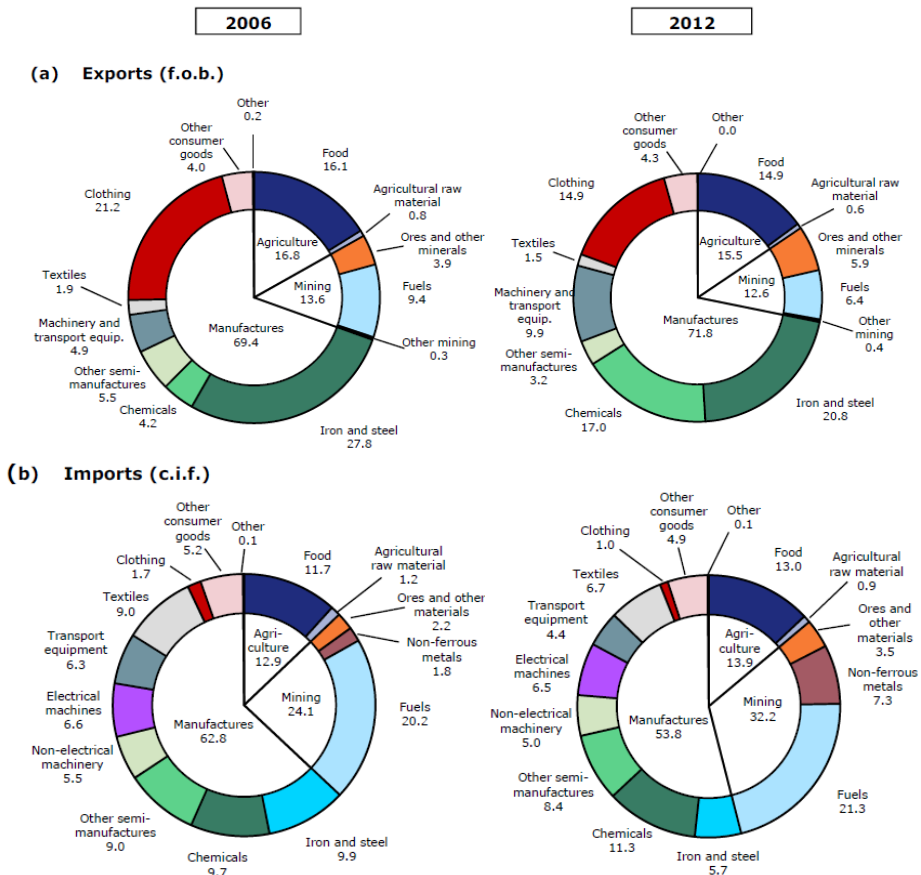 2006
2012
(a) Exports (f.o.b.)
Other
0.2
Other
consumer
goods
4.0
Food
16.1
Clothing
21.2
Agricultural raw
material
0.8
Ores and other
minerals
3.9
Agriculture
16.8
Textiles
1.9
Mining
13.6
Fuels
9.4
Machinery and
transport equip.
4.9
Manufactures
69.4
Other mining
0.3
Other semi-
manufactures
5.5
Chemicals
4.2
Iron and steel
27.8
Other
consumer
goods
4.3
Other
0.0
Food
14.9
Clothing
14.9
Agricultural raw
material
0.6
Ores and other
minerals
5.9
Agriculture
15.5
Textiles
1.5
Mining
12.6
Fuels
6.4
Machinery and
transport
equip.
9.9
Manufactures
71.8
Other
mining
0.4
Other semi-
manufactures
3.2
Chemicals
17.0
Iron and steel
20.8
(b) Imports (c.i.f.)
Other
consumer
goods
5.2
Other
0.1
Food
11.7
Clothing
1.7
Agricultural
raw material
1.2
Textiles
9.0
Ores and other
materials
2.2
Transport
equipment
6.3
Agri-
culture
12.9
Non-ferrous
metals
1.8
Electrical
machines
6.6
Mining
24.1
Fuels
20.2
Manufactures
62.8
Non-electrical
machinery
5.5
Other semi-
manufactures
9.0
Chemicals
9.7
Iron and steel
9.9
Other
consumer
goods
4.9
Other
0.1
Clothing
1.0
Food
13.0
Textiles
6.7
Agricultural
raw material
0.9
Transport
equipment
4.4
Ores and
other
materials
3.5
Agri-
culture
13.9
Non-ferrous
metals
7.3
Electrical
machines
6.5
Mining
32.2
Manufactures
53.8
Non-electrical
machinery
5.0
Other semi-
manufactures
8.4
Fuels
21.3
Chemicals
11.3
Iron and steel
5.7